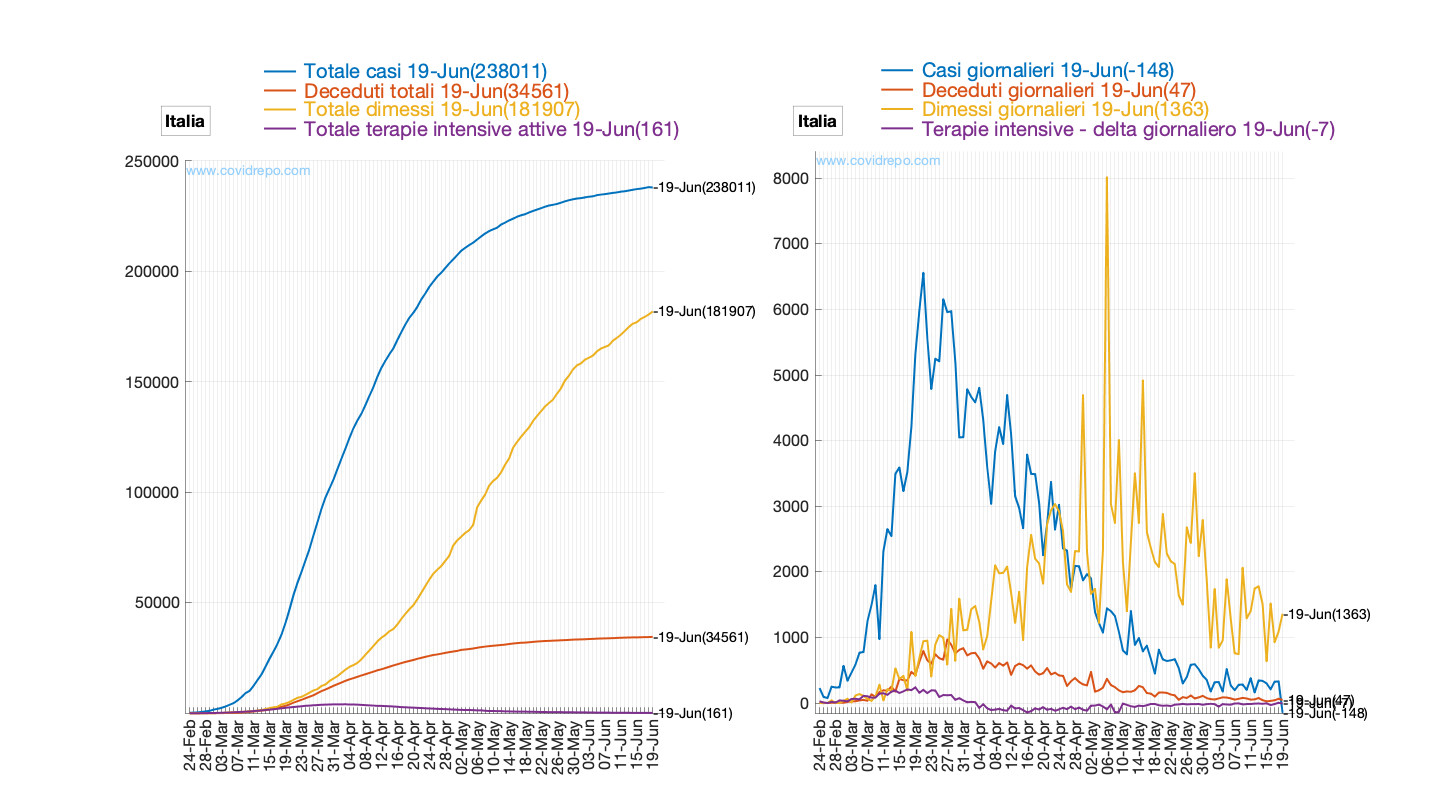 Totale casi 19-Jun(238011)
Deceduti totali 19-Jun(34561)
Totale dimessi 19-Jun(181907)
Totale terapie intensive attive 19-Jun(161)
Italia
www.covidrepo.com
250000
200000
150000
100000
50000
-19-Jun(238011)
-19-Jun(181907)
-19-Jun(34561)
-19-Jun(161)
24-Feb
28-Feb
03-Mar
07-Mar
11-Mar
15-Mar
19-Mar
23-Mar
27-Mar
31-Mar
04-Apr
08-Apr
12-Apr
16-Apr
20-Apr
24-Apr
28-Apr
02-May
06-May
10-May
14-May
18-May
22-May
26-May
30-May
03-Jun
07-Jun
11-Jun
15-Jun
19-Jun
Casi giornalieri 19-Jun(-148)
Deceduti giornalieri 19-Jun(47)
Dimessi giornalieri 19-Jun(1363)
Terapie intensive - delta giornaliero 19-Jun(-7)
Italia
www.covidrepo.com
8000
7000
6000
5000
4000
3000
2000
1000
0
-19-Jun(1363)
-19-Jun(47)
-19-Jun(-7)
-19-Jun(-148)
24-Feb
28-Feb
03-Mar
07-Mar
11-Mar
15-Mar
19-Mar
23-Mar
27-Mar
31-Mar
04-Apr
08-Apr
12-Apr
16-Apr
20-Apr
24-Apr
28-Apr
02-May
06-May
10-May
14-May
18-May
22-May
26-May
30-May
03-Jun
07-Jun
11-Jun
15-Jun
19-Jun